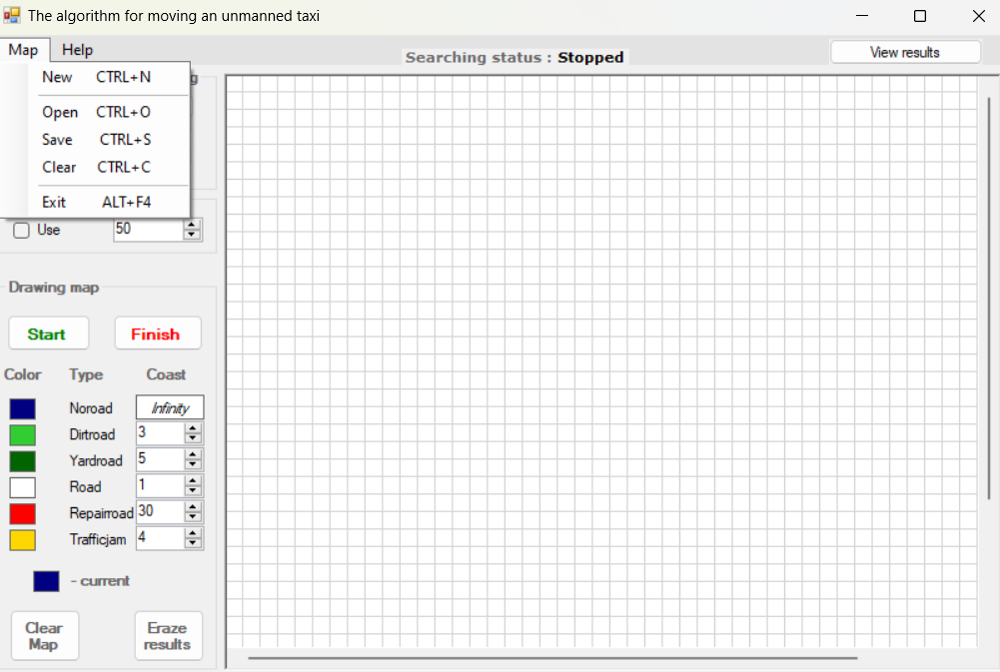 The algorithm for moving an unmanned taxi
Map Help
Searching status : Stopped
View results
New CTRL+N
Open CTRL+O
Save CTRL+S
Clear CTRL+C
Exit ALT+F4
Use 50
Drawing map
Start Finish
Color Type Coast
Noroad Infinity
Dirtroad 3
Yardroad 5
Road 1
Repairroad 30
Trafficjam 4
- current
Clear
Map
Eraze
results